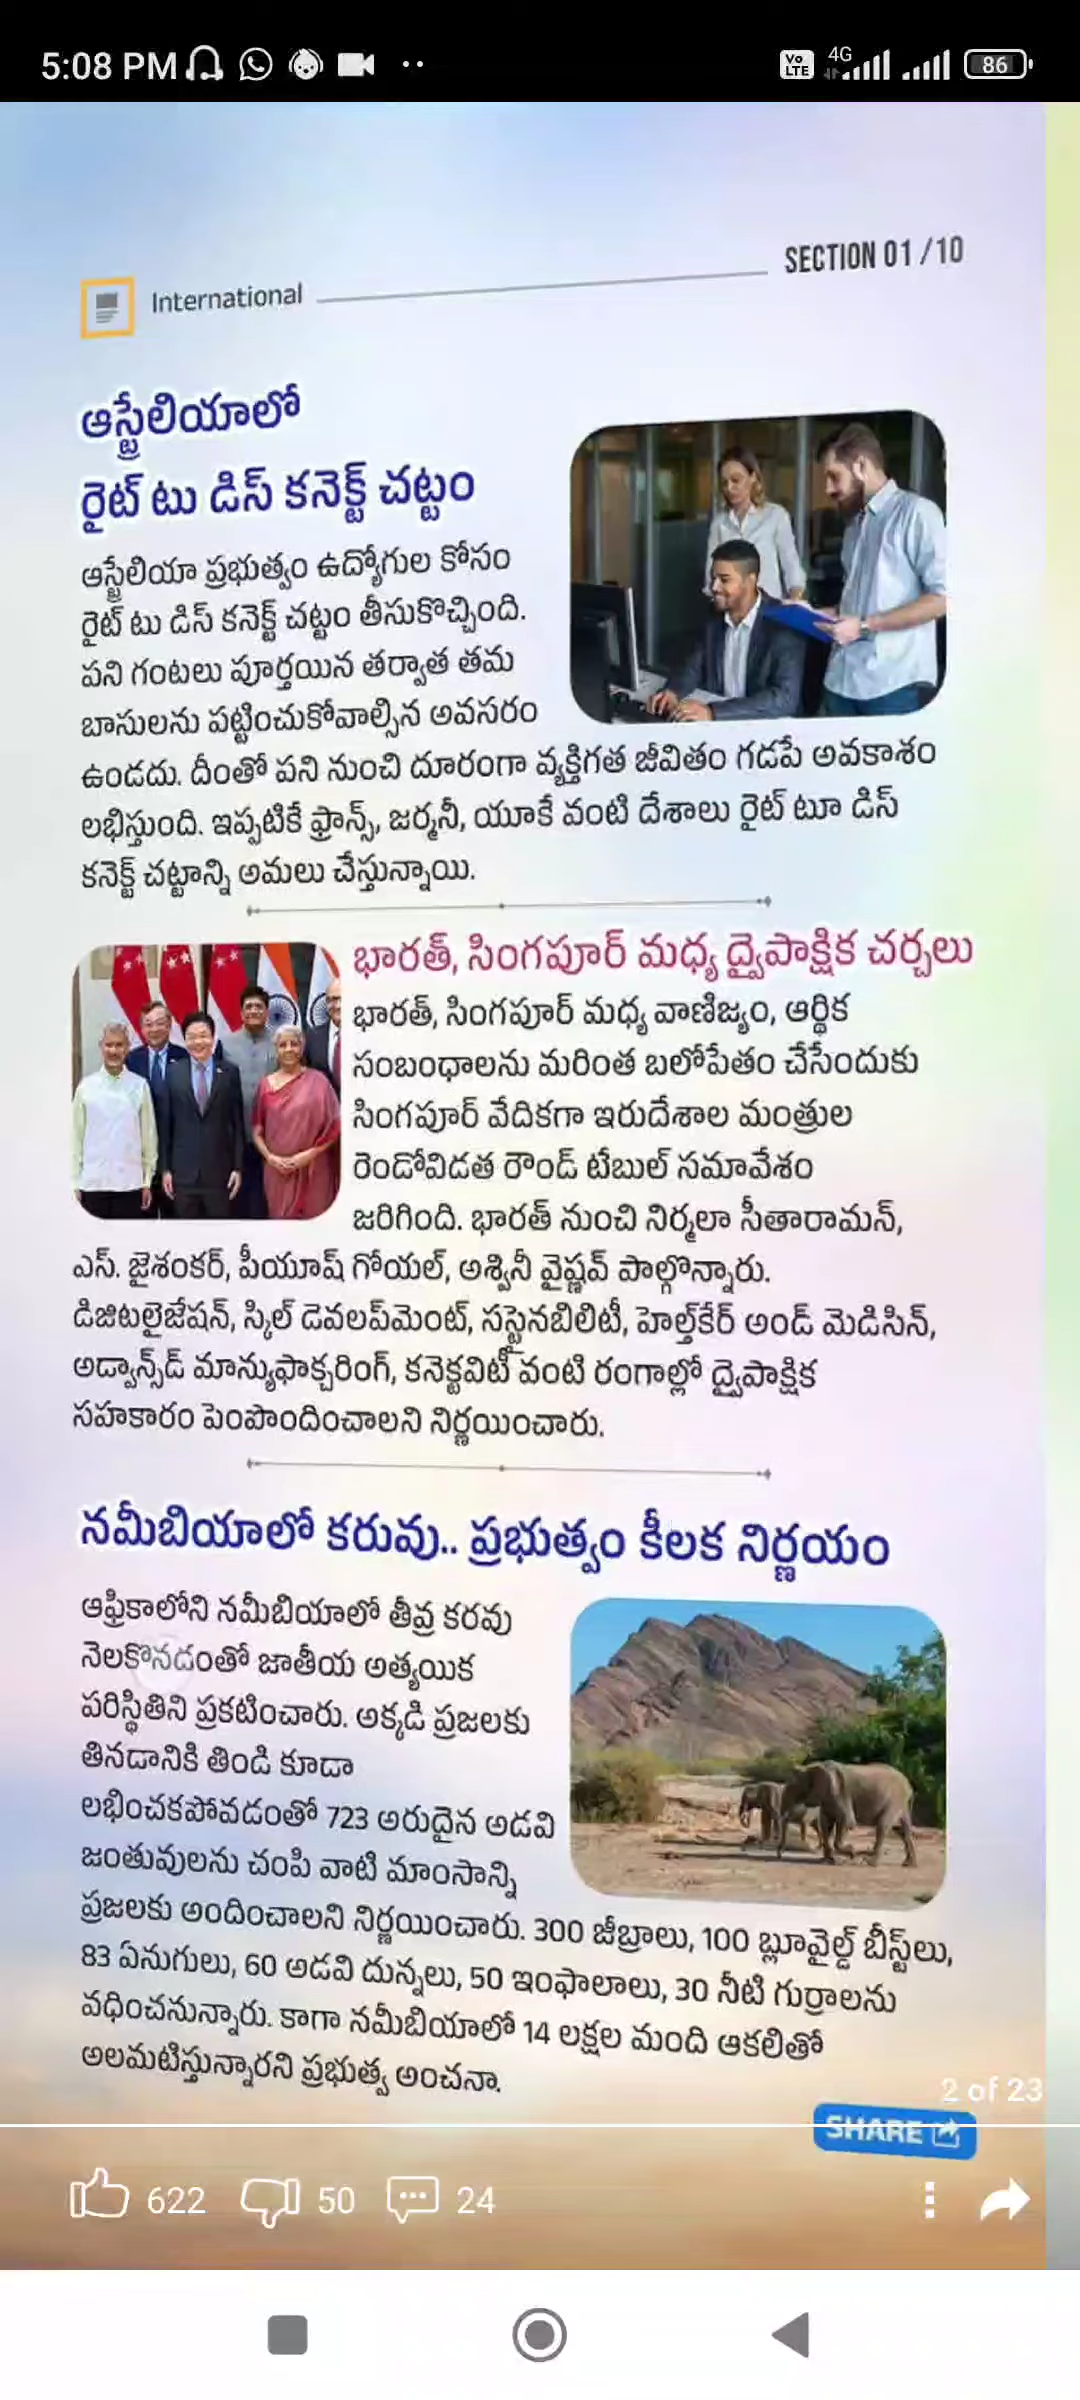 5:08 PM
Vo LTE 4G 86
SECTION 01 / 10
International
ఆస్ట్రేలియాలో
రైట్ టు డిస్ కనెక్ట్ చట్టం
ఆస్ట్రేలియా ప్రభుత్వం ఉద్యోగుల కోసం
రైట్ టు డిస్ కనెక్ట్ చట్టం తీసుకొచ్చింది.
పని గంటలు పూర్తయిన తర్వాత తమ
బాసులను పట్టించుకోవాల్సిన అవసరం
ఉండదు. దీంతో పని నుంచి దూరంగా వ్యక్తిగత జీవితం గడపే అవకాశం
లభిస్తుంది. ఇప్పటికే ఫ్రాన్స్, జర్మనీ, యూకే వంటి దేశాలు రైట్ టూ డిస్
కనెక్ట్ చట్టాన్ని అమలు చేస్తున్నాయి.
భారత్, సింగపూర్ మధ్య ద్వైపాక్షిక చర్చలు
భారత్, సింగపూర్ మధ్య వాణిజ్యం, ఆర్థిక
సంబంధాలను మరింత బలోపేతం చేసేందుకు
సింగపూర్ వేదికగా ఇరుదేశాల మంత్రుల
రెండోవిడత రౌండ్ టేబుల్ సమావేశం
జరిగింది. భారత్ నుంచి నిర్మలా సీతారామన్,
ఎస్. జైశంకర్, పీయూష్ గోయల్, అశ్విని వైష్ణవ్ పాల్గొన్నారు.
డిజిటలైజేషన్, స్కిల్ డెవలప్‌మెంట్, సస్టైనబిలిటీ, హెల్త్‌కేర్ అండ్ మెడిసిన్,
అడ్వాన్స్‌డ్ మాన్యుఫాక్చరింగ్, కనెక్టవిటీ వంటి రంగాల్లో ద్వైపాక్షిక
సహకారం పెంపొందించాలని నిర్ణయించారు.
నమీబియాలో కరువు.. ప్రభుత్వం కీలక నిర్ణయం
ఆఫ్రికాలోని నమీబియాలో తీవ్ర కరవు
నెలకొనడంతో జాతీయ అత్యయిక
పరిస్థితిని ప్రకటించారు. అక్కడి ప్రజలకు
తినడానికి తిండి కూడా
లభించకపోవడంతో 723 అరుదైన అడవి
జంతువులను చంపి వాటి మాంసాన్ని
ప్రజలకు అందించాలని నిర్ణయించారు. 300 జీబ్రాలు, 100 బ్లూవైల్డ్ బీస్ట్‌లు,
83 ఏనుగులు, 60 అడవి దున్నలు, 50 ఇంఫాలాలు, 30 నీటి గుర్రాలను
వధించనున్నారు. కాగా నమీబియాలో 14 లక్షల మంది ఆకలితో
అలమటిస్తున్నారని ప్రభుత్వ అంచనా.
2 of 23
SHARE
622 50 24